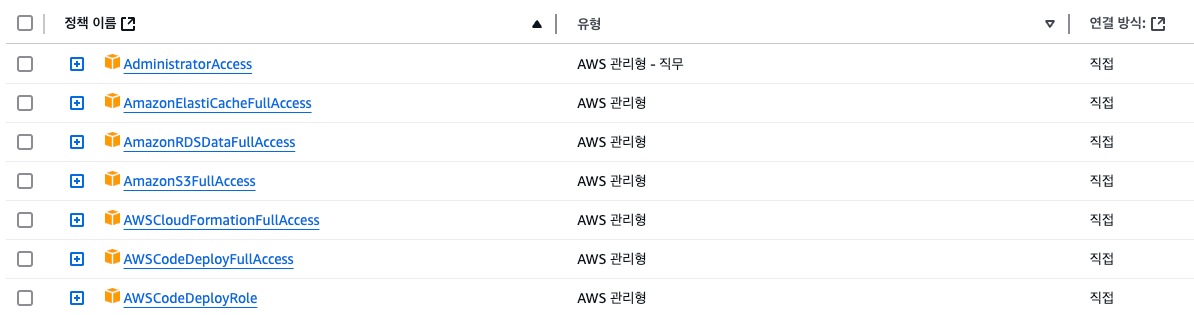 정책 이름 유형 연결 방식:
AdministratorAccess AWS 관리형 - 직무 직접
AmazonElastiCacheFullAccess AWS 관리형 직접
AmazonRDSDataFullAccess AWS 관리형 직접
AmazonS3FullAccess AWS 관리형 직접
AWSCloudFormationFullAccess AWS 관리형 직접
AWSCodeDeployFullAccess AWS 관리형 직접
AWSCodeDeployRole AWS 관리형 직접